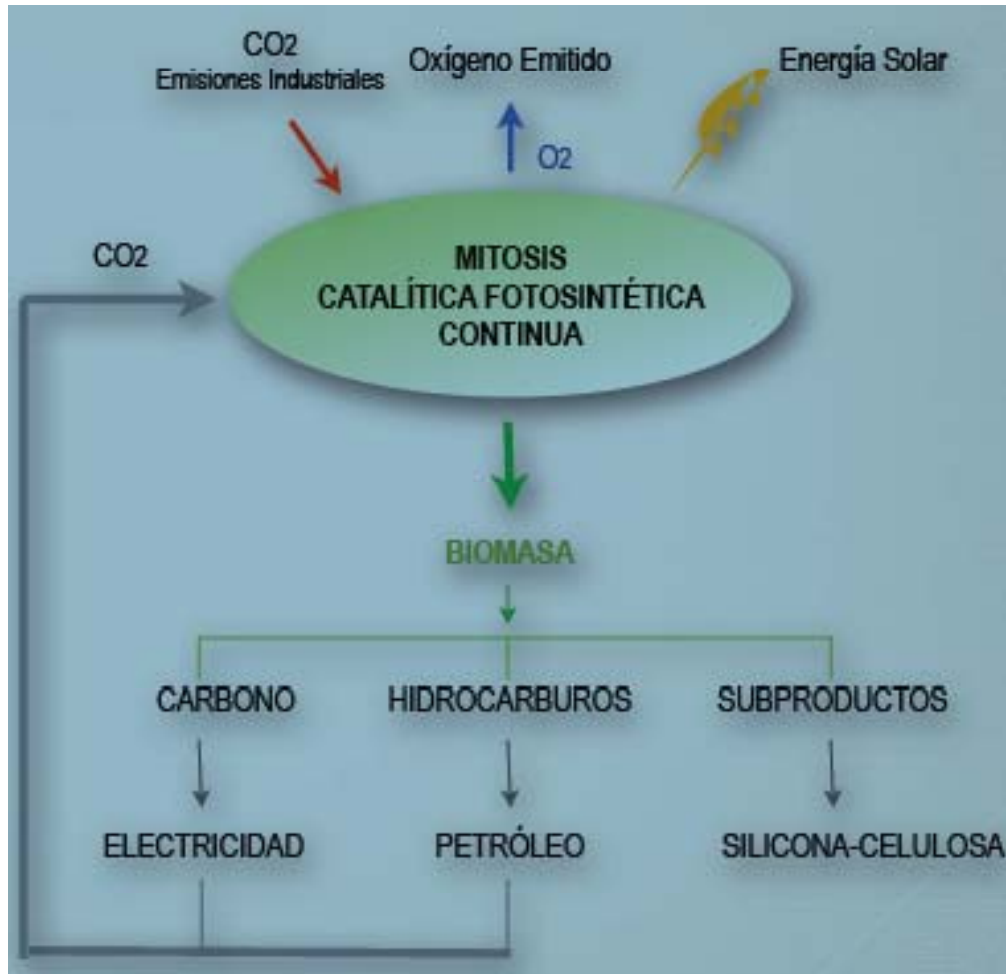 CO2
Emisiones Industriales
Oxígeno Emitido
Energía Solar
O2
CO2
MITOSIS
CATALÍTICA FOTOSINTÉTICA
CONTINUA
BIOMASA
CARBONO
HIDROCARBUROS
SUBPRODUCTOS
ELECTRICIDAD
PETRÓLEO
SILICONA-CELULOSA